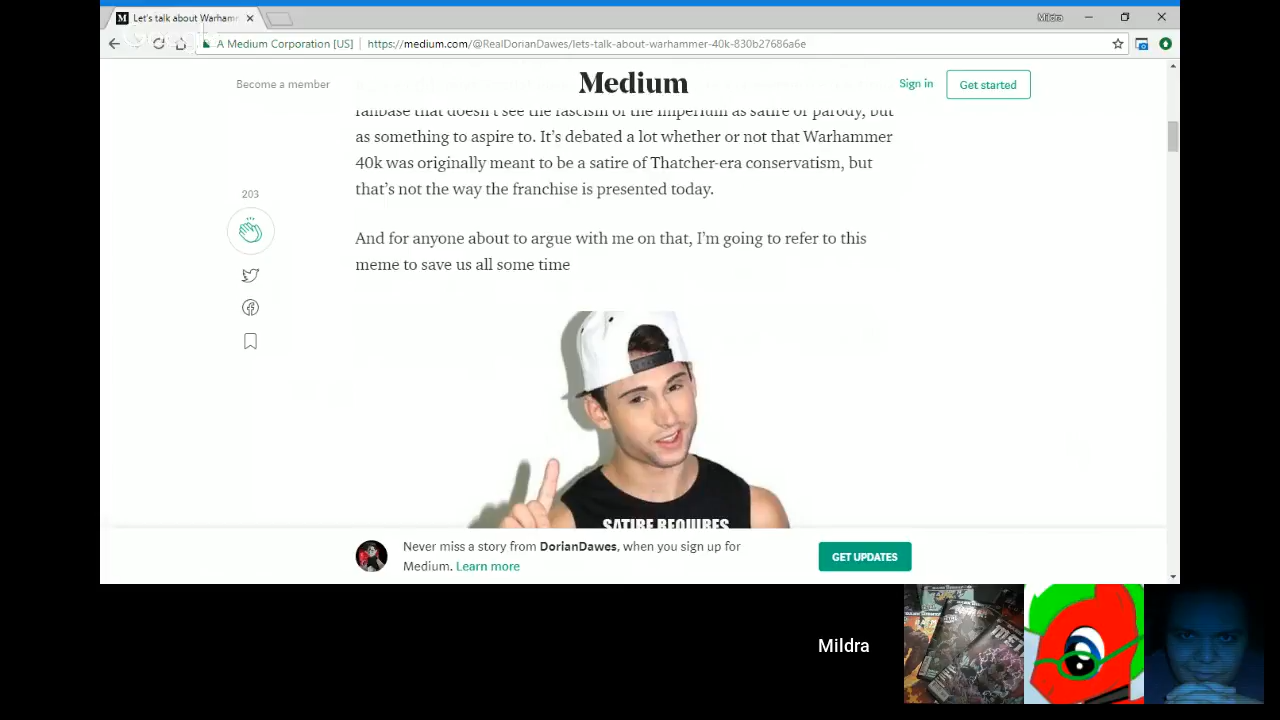 Let's talk about Warham
Mildra
A Medium Corporation [US]
https://medium.com/@RealDorianDawes/lets-talk-about-warhammer-40k-830b27686a6e
Become a member
Medium
Sign in
Get started
fanbase that doesn't see the fascism of the Imperium as satire or parody, but
as something to aspire to. It's debated a lot whether or not that Warhammer
40k was originally meant to be a satire of Thatcher-era conservatism, but
that's not the way the franchise is presented today.
203
And for anyone about to argue with me on that, I'm going to refer to this
meme to save us all some time
SATIRE REQUIRES
Never miss a story from DorianDawes, when you sign up for
Medium. Learn more
GET UPDATES
Mildra